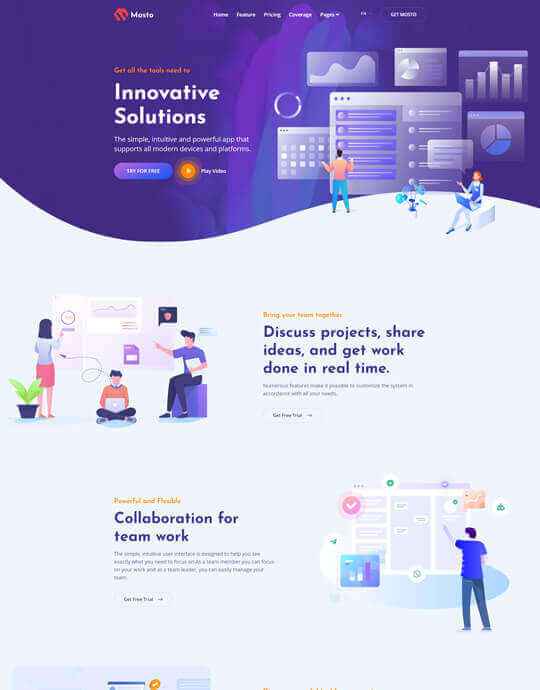 Mosto
Home Feature Pricing Coverage Pages EN GET MOSTO
Get all the tools need to
Innovative
Solutions
The simple, intuitive and powerful app that
supports all modern devices and platforms.
TRY FOR FREE Play Video
Bring your team together
Discuss projects, share
ideas, and get work
done in real time.
Numerous features make it possible to customize the system in
accordance with all your needs.
Get Free Trial →
Powerful and Flexible
Collaboration for
team work
The simple, intuitive user interface is designed to help you see
exactly what you need to focus on as a team member you can focus
on your work and as a team leader, you can easily manage your
team.
Get Free Trial →